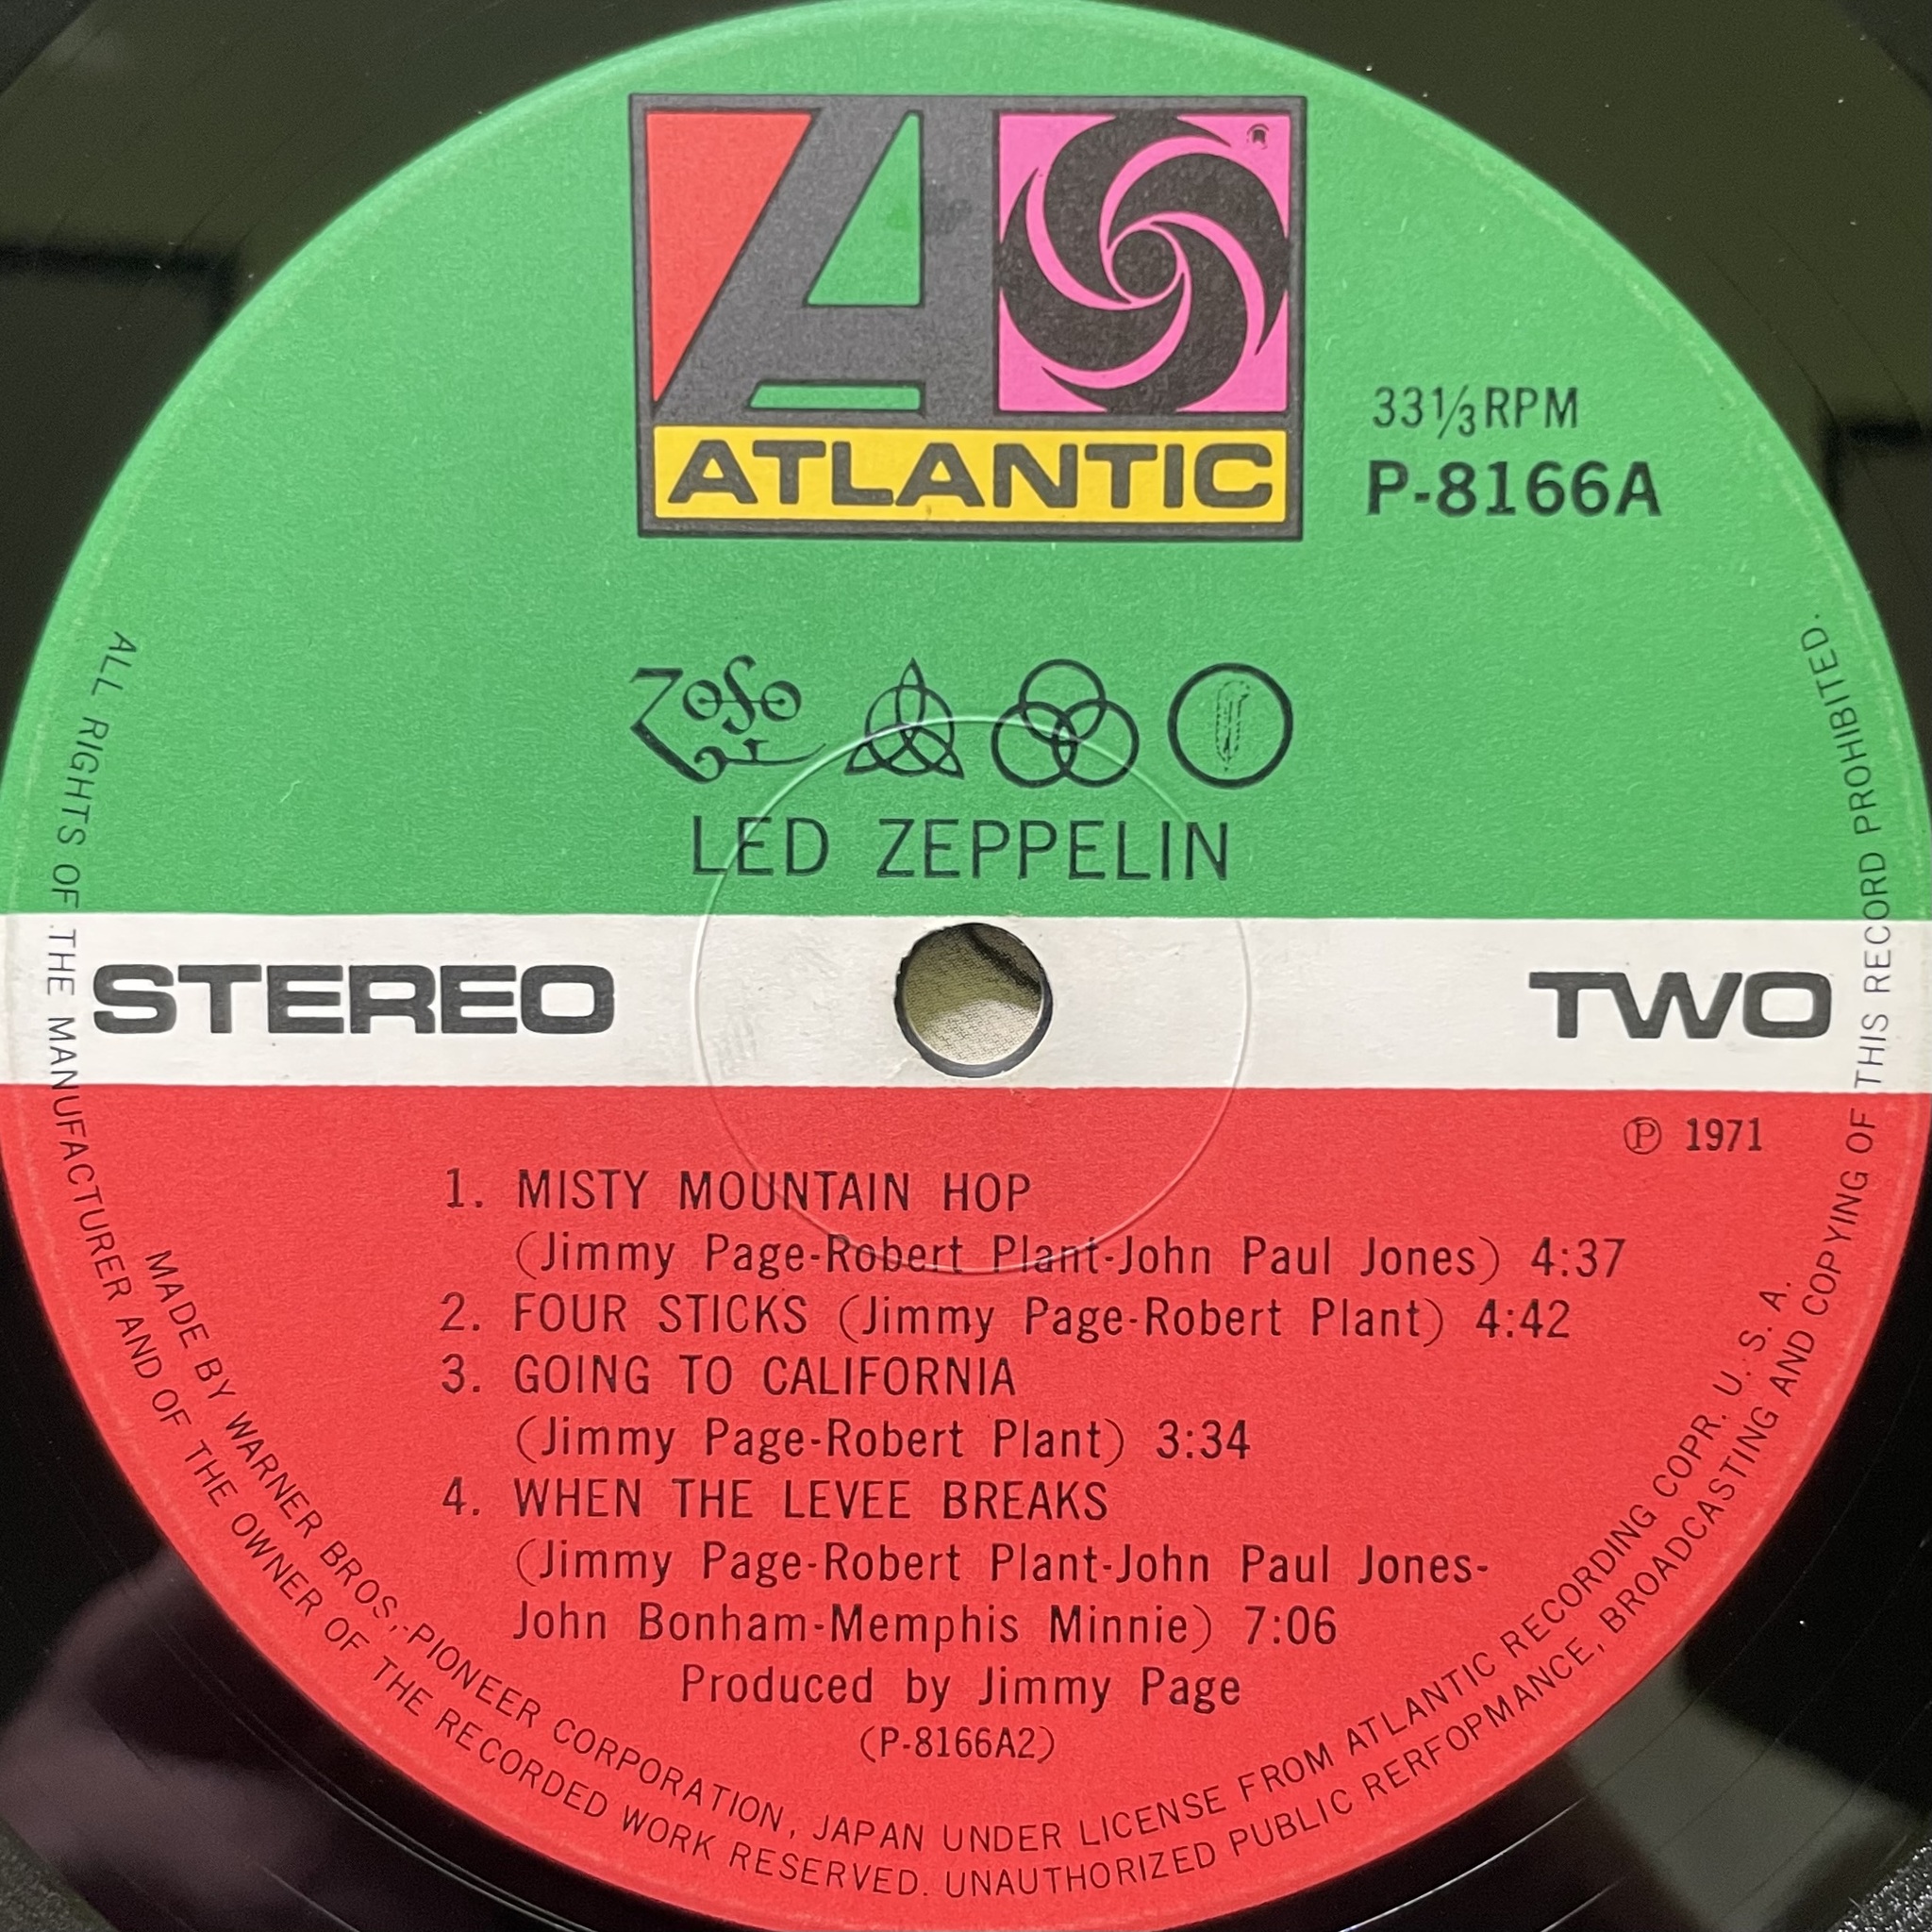 ATLANTIC
®
33⅓ RPM
P-8166A
LED ZEPPELIN
STEREO
TWO
℗ 1971
1. MISTY MOUNTAIN HOP
(Jimmy Page-Robert Plant-John Paul Jones) 4:37
2. FOUR STICKS (Jimmy Page-Robert Plant) 4:42
3. GOING TO CALIFORNIA
(Jimmy Page-Robert Plant) 3:34
4. WHEN THE LEVEE BREAKS
(Jimmy Page-Robert Plant-John Paul Jones-
John Bonham-Memphis Minnie) 7:06
Produced by Jimmy Page
(P-8166A2)
MADE BY WARNER BROS,-PIONEER CORPORATION, JAPAN UNDER LICENSE FROM ATLANTIC RECORDING COPR. U. S. A.
ALL RIGHTS OF THE MANUFACTURER AND OF THE OWNER OF THE RECORDED WORK RESERVED. UNAUTHORIZED PUBLIC RERFOPMANCE, BROADCASTING AND COPYING OF THIS RECORD PROHIBITED.